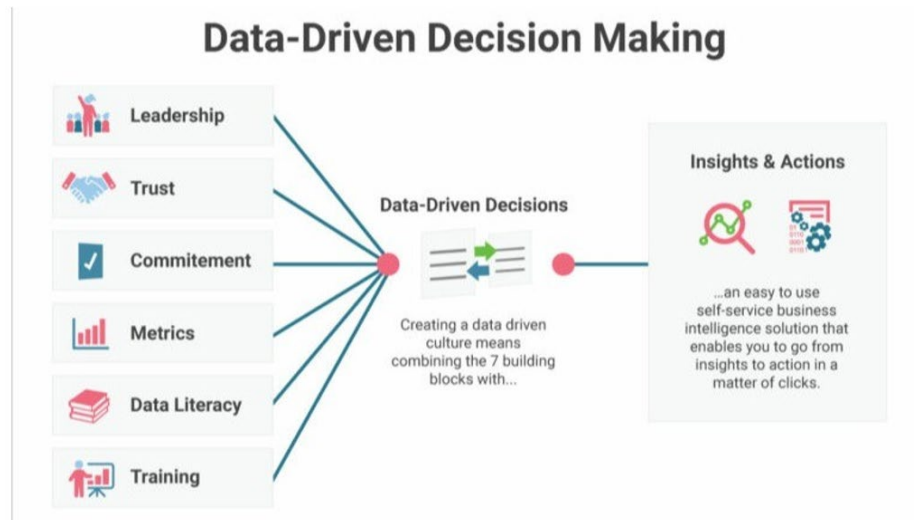 Data-Driven Decision Making
Leadership
Trust
Commitement
Metrics
Data Literacy
Training
Data-Driven Decisions
Creating a data driven
culture means
combining the 7 building
blocks with...
Insights & Actions
...an easy to use
self-service business
intelligence solution that
enables you to go from
insights to action in a
matter of clicks.